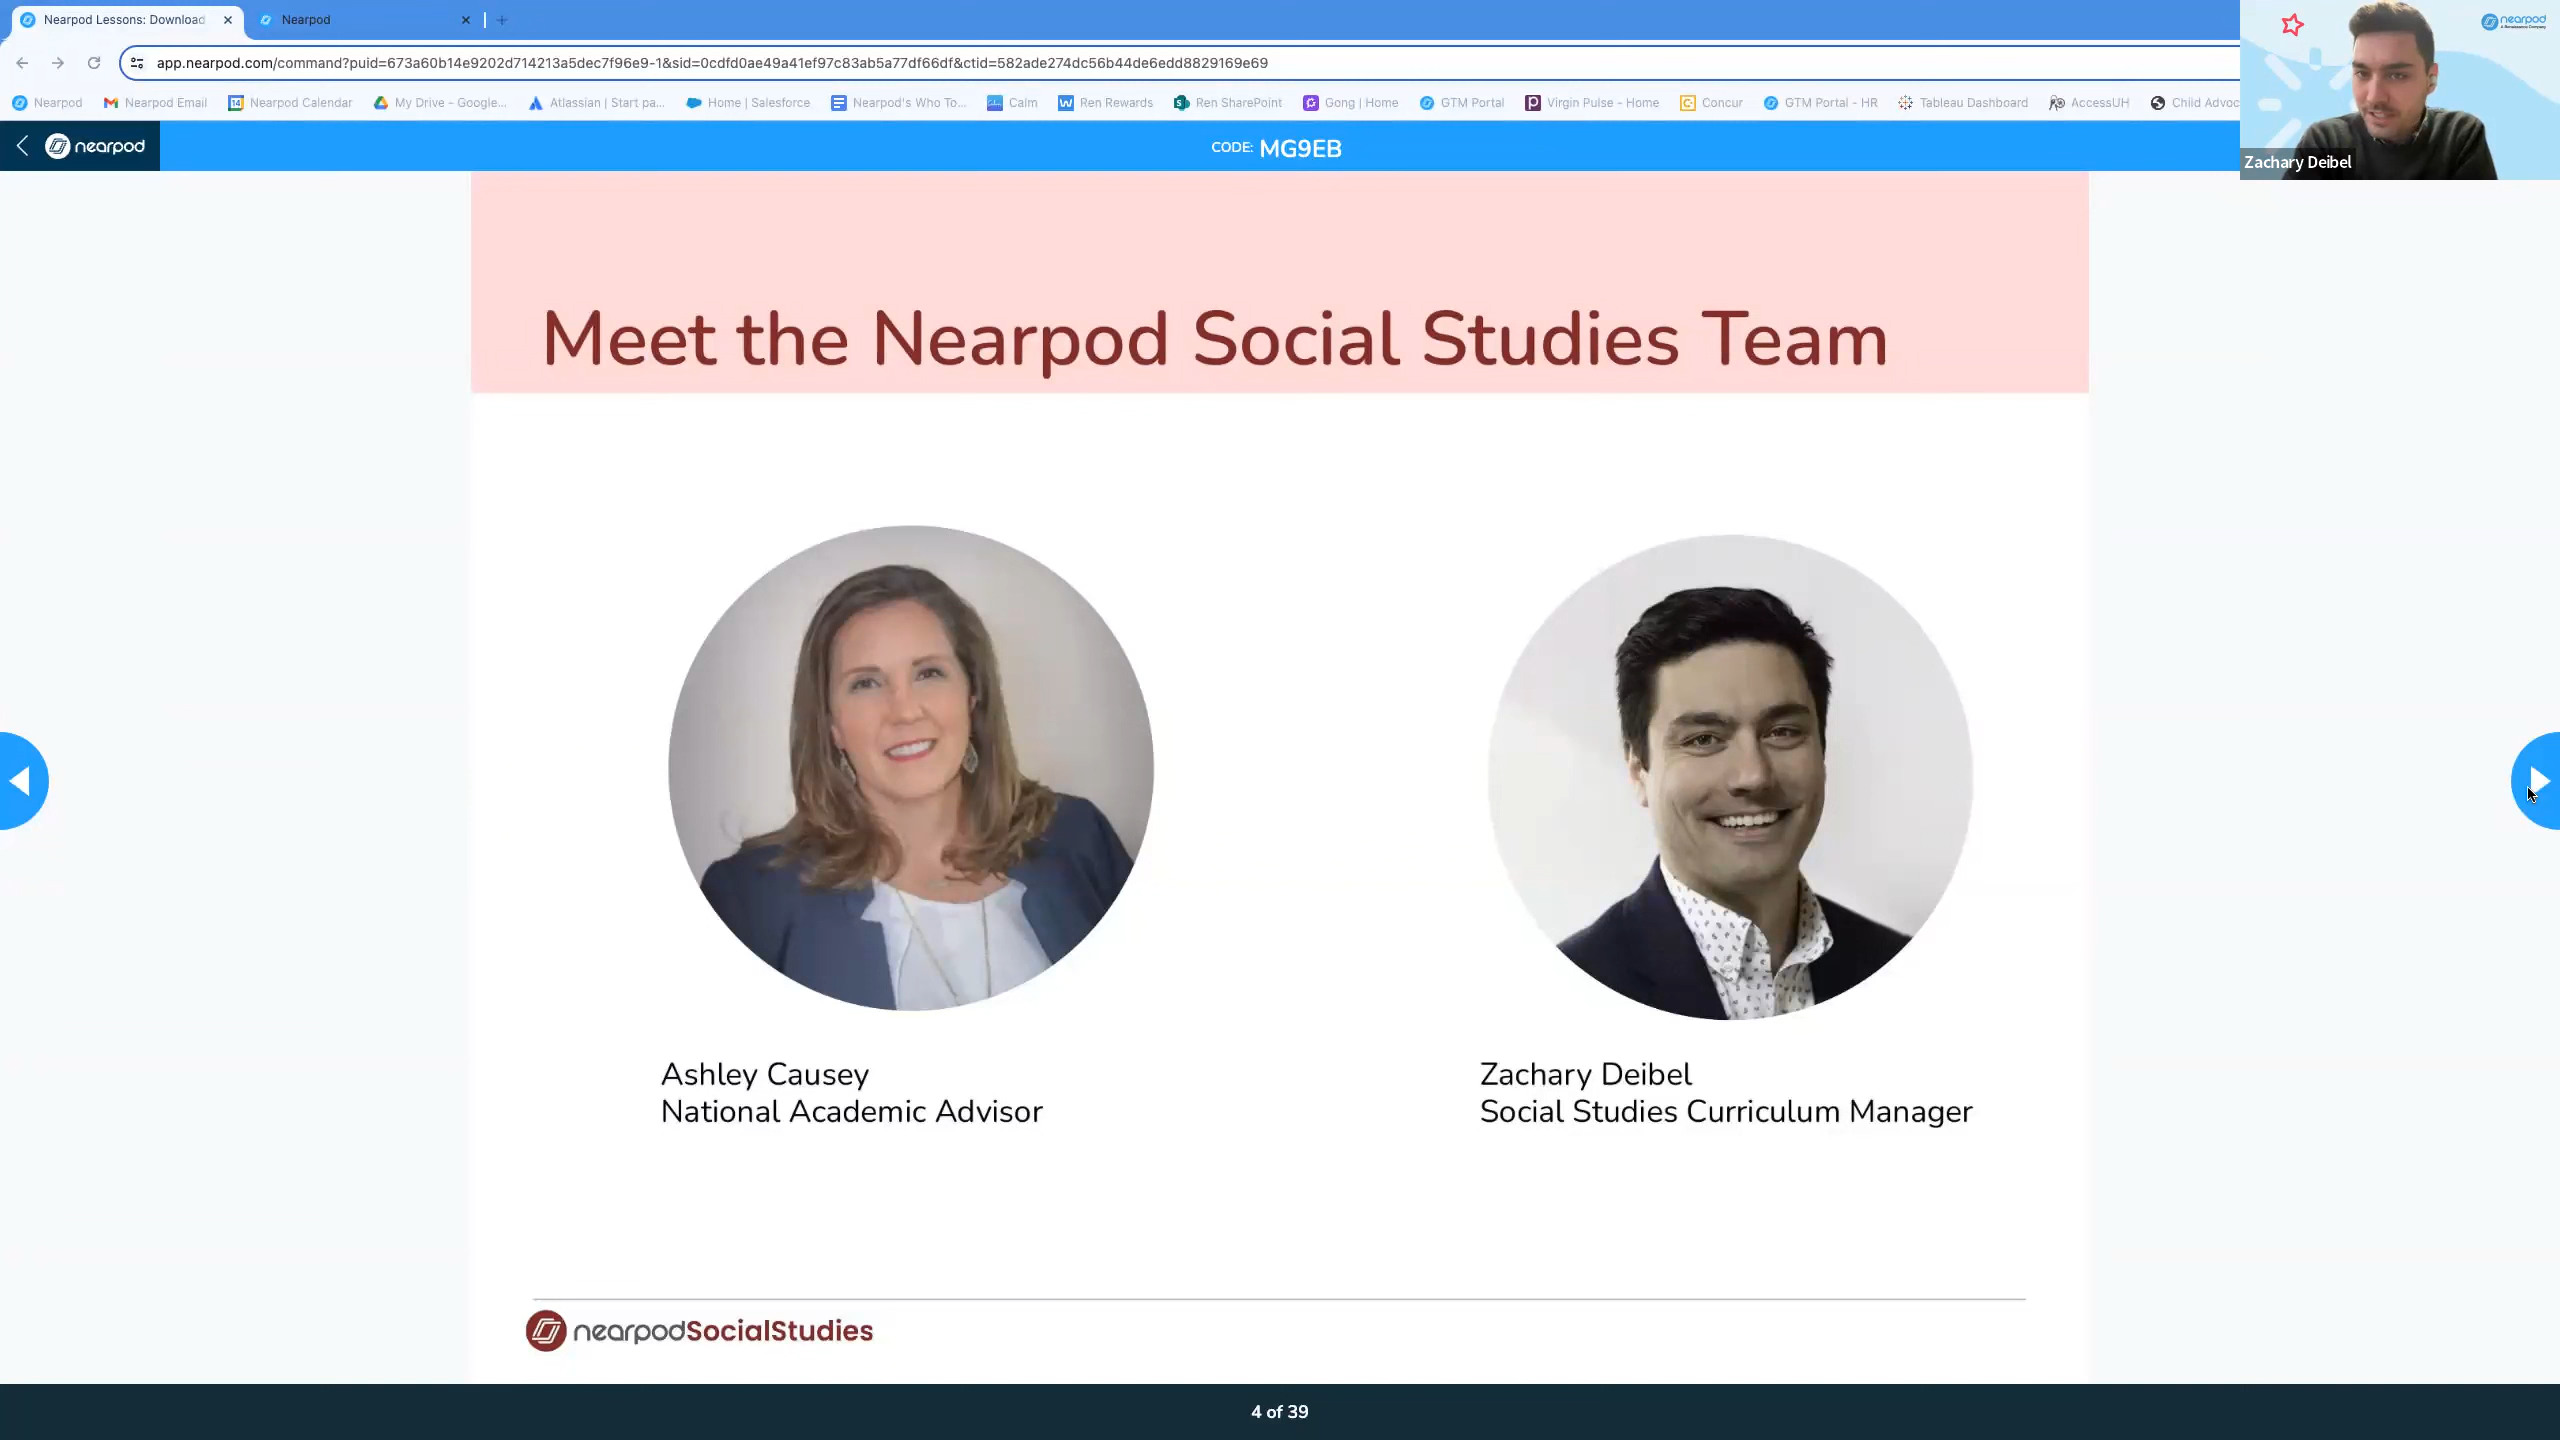 Nearpod Lessons: Download
Nearpod
app.nearpod.com/command?puid=673a60b14e9202d714213a5dec7f96e9-1&sid=0cdfd0ae49a41ef97c83ab5a77df66df&ctid=582ade274dc56b44de6edd8829169e69
Nearpod
Nearpod Email
Nearpod Calendar
My Drive – Google...
Atlassian | Start pa...
Home | Salesforce
Nearpod's Who To...
Calm
Ren Rewards
Ren SharePoint
Gong | Home
GTM Portal
Virgin Pulse - Home
Concur
GTM Portal - HR
Tableau Dashboard
AccessUH
Child Advoc
nearpod
CODE: MG9EB
nearpod
Zachary Deibel
Meet the Nearpod Social Studies Team
Ashley Causey
National Academic Advisor
Zachary Deibel
Social Studies Curriculum Manager
nearpodSocialStudies
4 of 39